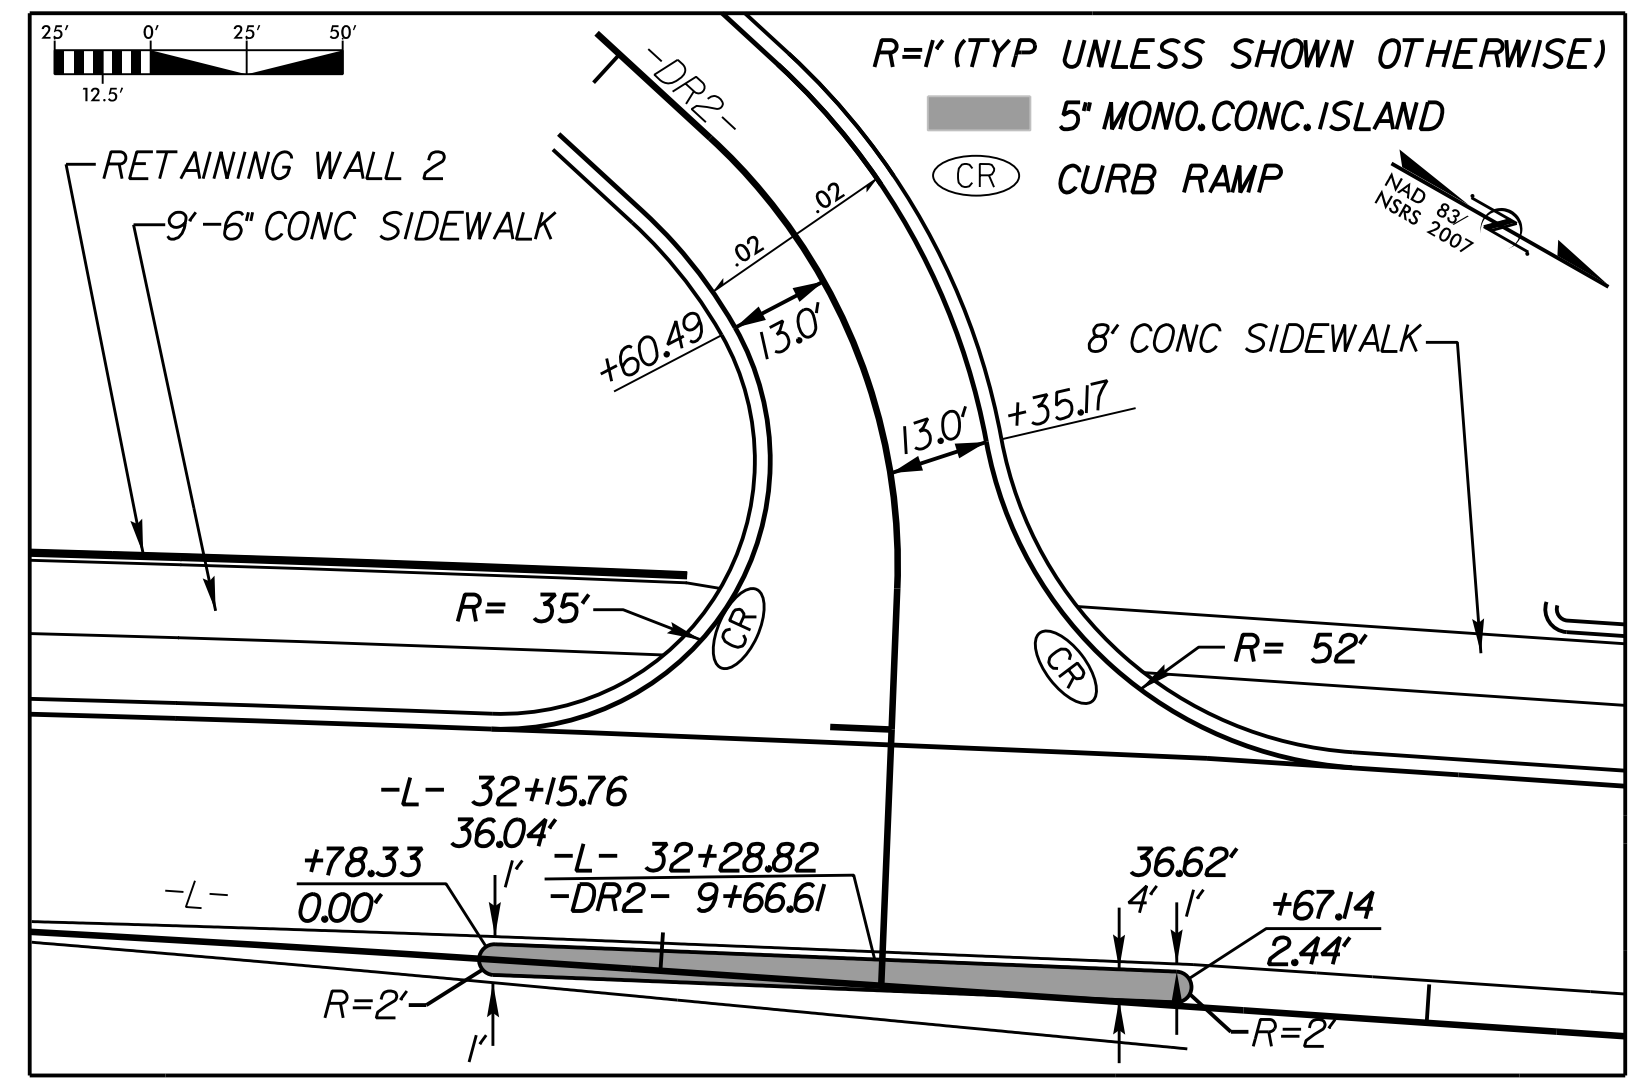 25' 0' 25' 50'
12.5'
-DR2-
R=1' (TYP UNLESS SHOWN OTHERWISE)
5" MONO.CONC.ISLAND
CR CURB RAMP
NAD 83/
NSRS 2007
RETAINING WALL 2
9'-6" CONC SIDEWALK
.02
.02
+60.49
13.0'
8' CONC SIDEWALK
13.0'
+35.17
R= 35'
CR
CR
R= 52'
-L- 32+15.76
36.04'
+78.33
0.00'
1'
-L- 32+28.82
-DR2- 9+66.61
36.62'
4' 1'
+67.14
2.44'
-L-
R=2'
1'
R=2'